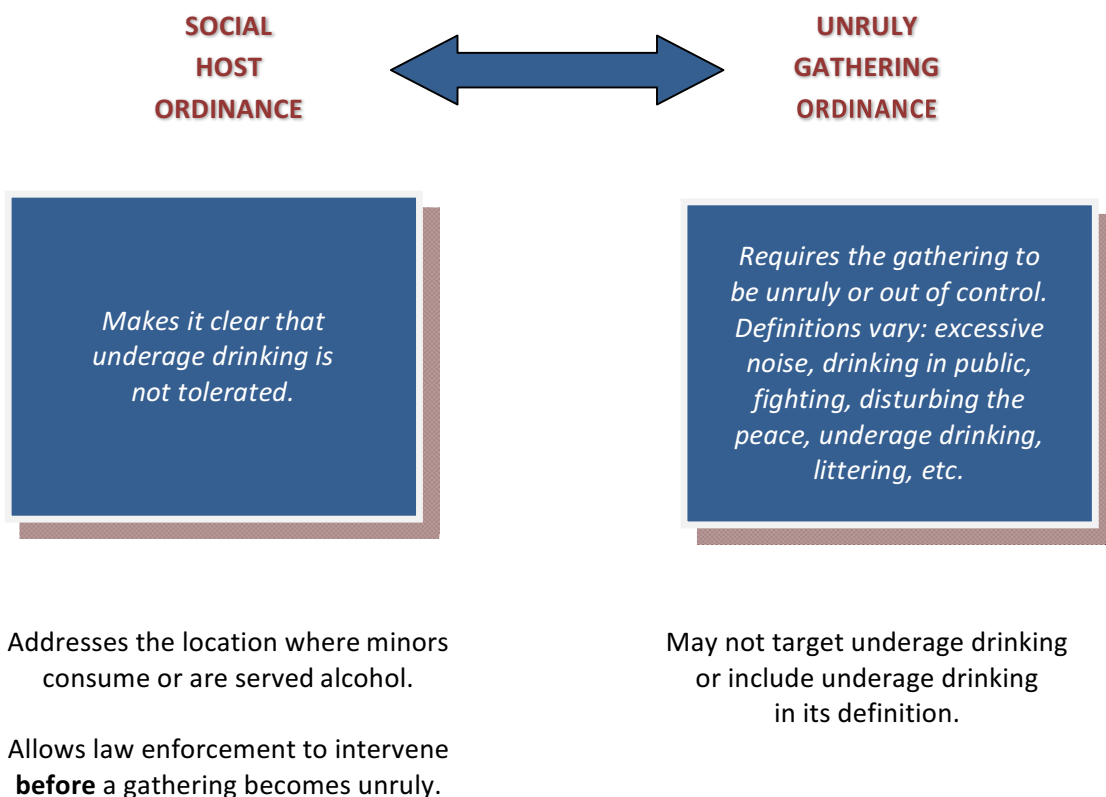 SOCIAL
HOST
ORDINANCE
UNRULY
GATHERING
ORDINANCE
Makes it clear that
underage drinking is
not tolerated.
Requires the gathering to
be unruly or out of control.
Definitions vary: excessive
noise, drinking in public,
fighting, disturbing the
peace, underage drinking,
littering, etc.
Addresses the location where minors
consume or are served alcohol.
Allows law enforcement to intervene
before a gathering becomes unruly.
May not target underage drinking
or include underage drinking
in its definition.